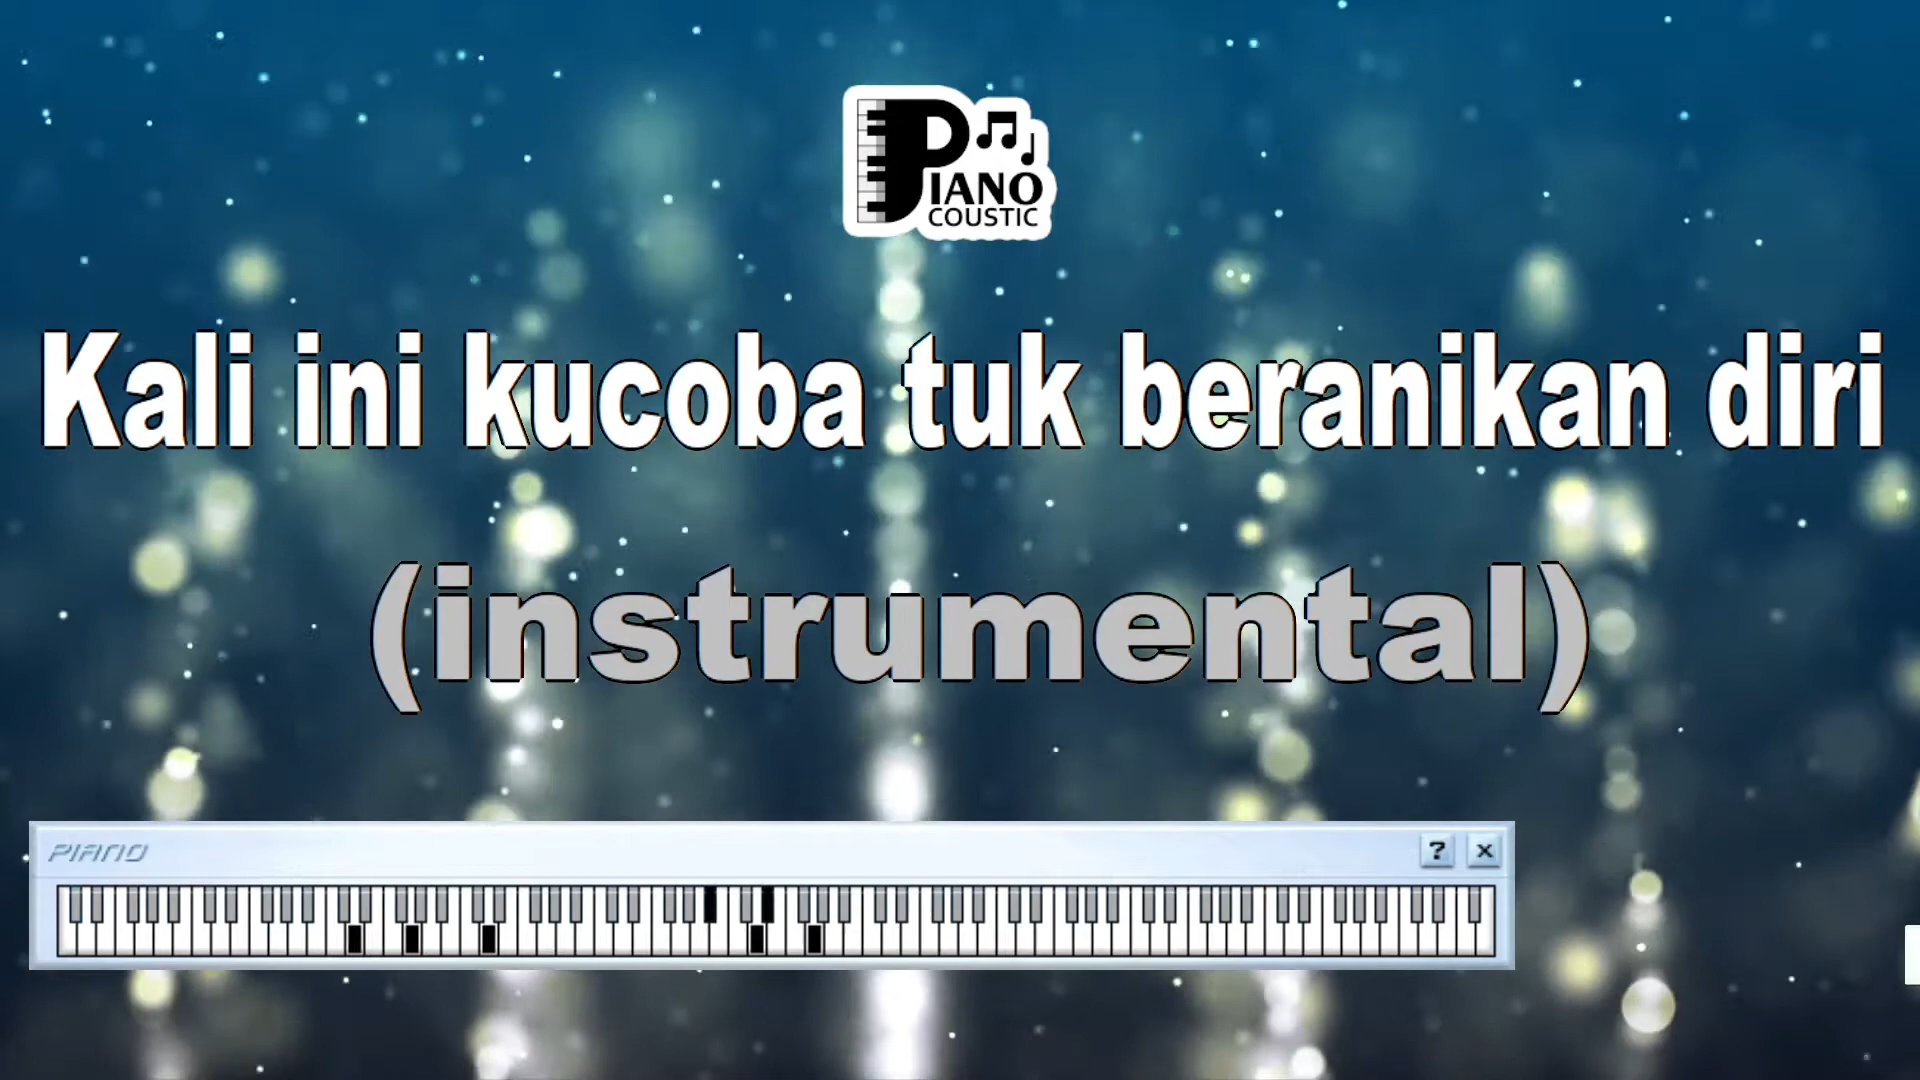 PIANO
COUSTIC
Kali ini kucoba tuk beranikan diri
(instrumental)
PIANO
?
×